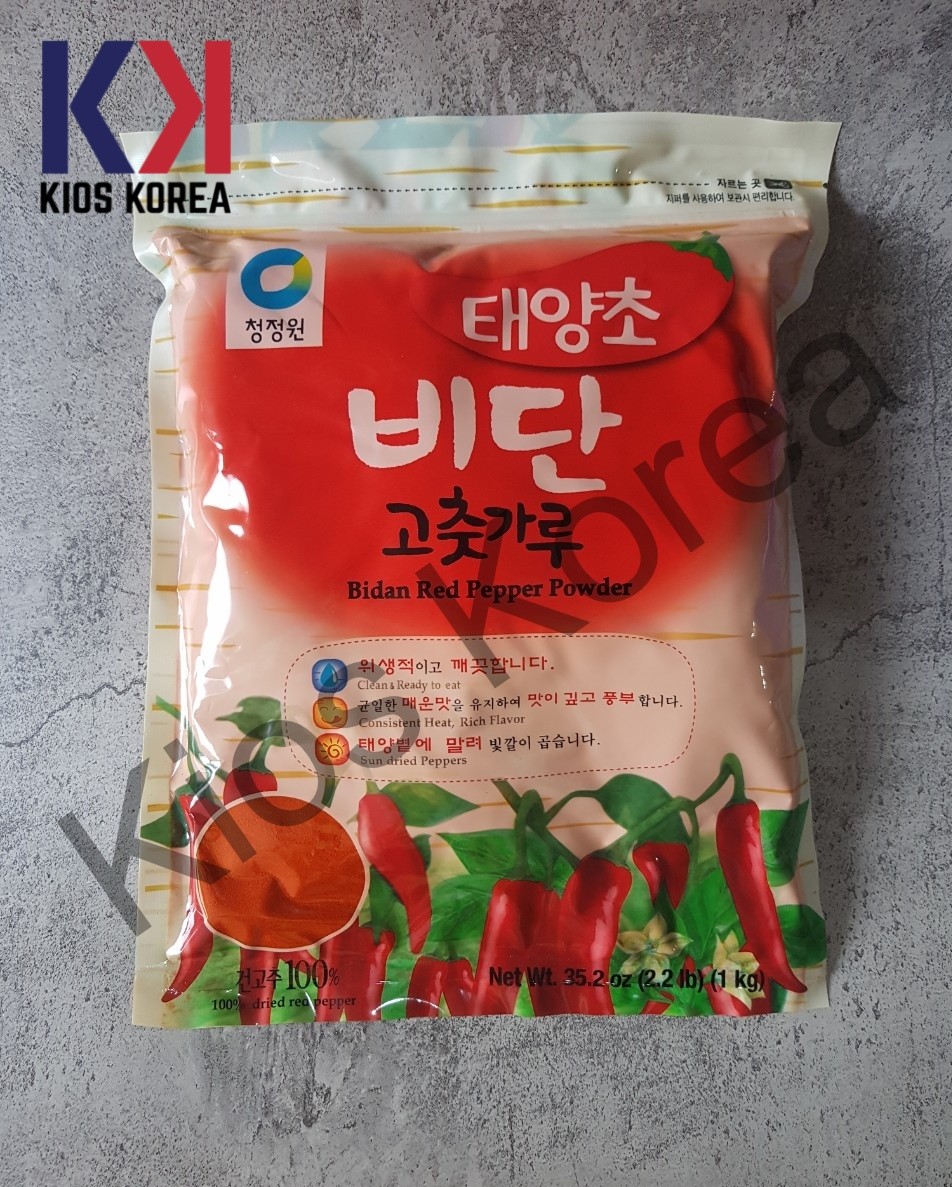 KIOS KOREA
자르는 곳
지퍼를 사용하여 보관시 편리합니다.
청정원
태양초
비단
고춧가루
Bidan Red Pepper Powder
위생적이고 깨끗합니다.
Clean & Ready to eat
균일한 매운맛을 유지하여 맛이 깊고 풍부합니다.
Consistent Heat, Rich Flavor
태양볕에 말려 빛깔이 곱습니다.
Sun dried Peppers
건고추 100%
100% dried red pepper
Net Wt. 35.2 oz (2.2 lb) (1 kg)
Kios Korea